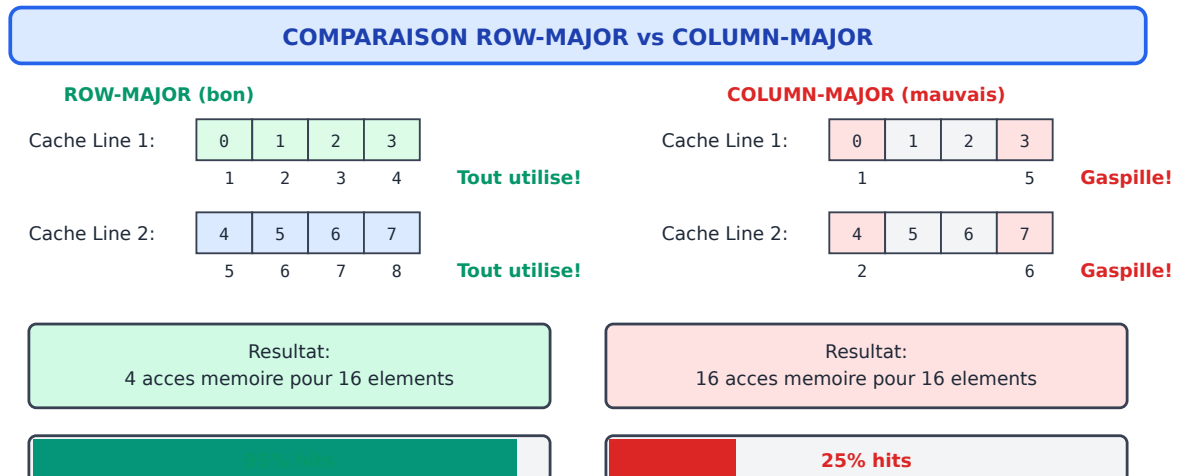 COMPARAISON ROW-MAJOR vs COLUMN-MAJOR
ROW-MAJOR (bon)
Cache Line 1: 0 1 2 3
1 2 3 4 Tout utilise!
Cache Line 2: 4 5 6 7
5 6 7 8 Tout utilise!
Resultat:
4 acces memoire pour 16 elements
COLUMN-MAJOR (mauvais)
Cache Line 1: 0 1 2 3
1 5 Gaspille!
Cache Line 2: 4 5 6 7
2 6 Gaspille!
Resultat:
16 acces memoire pour 16 elements
25% hits